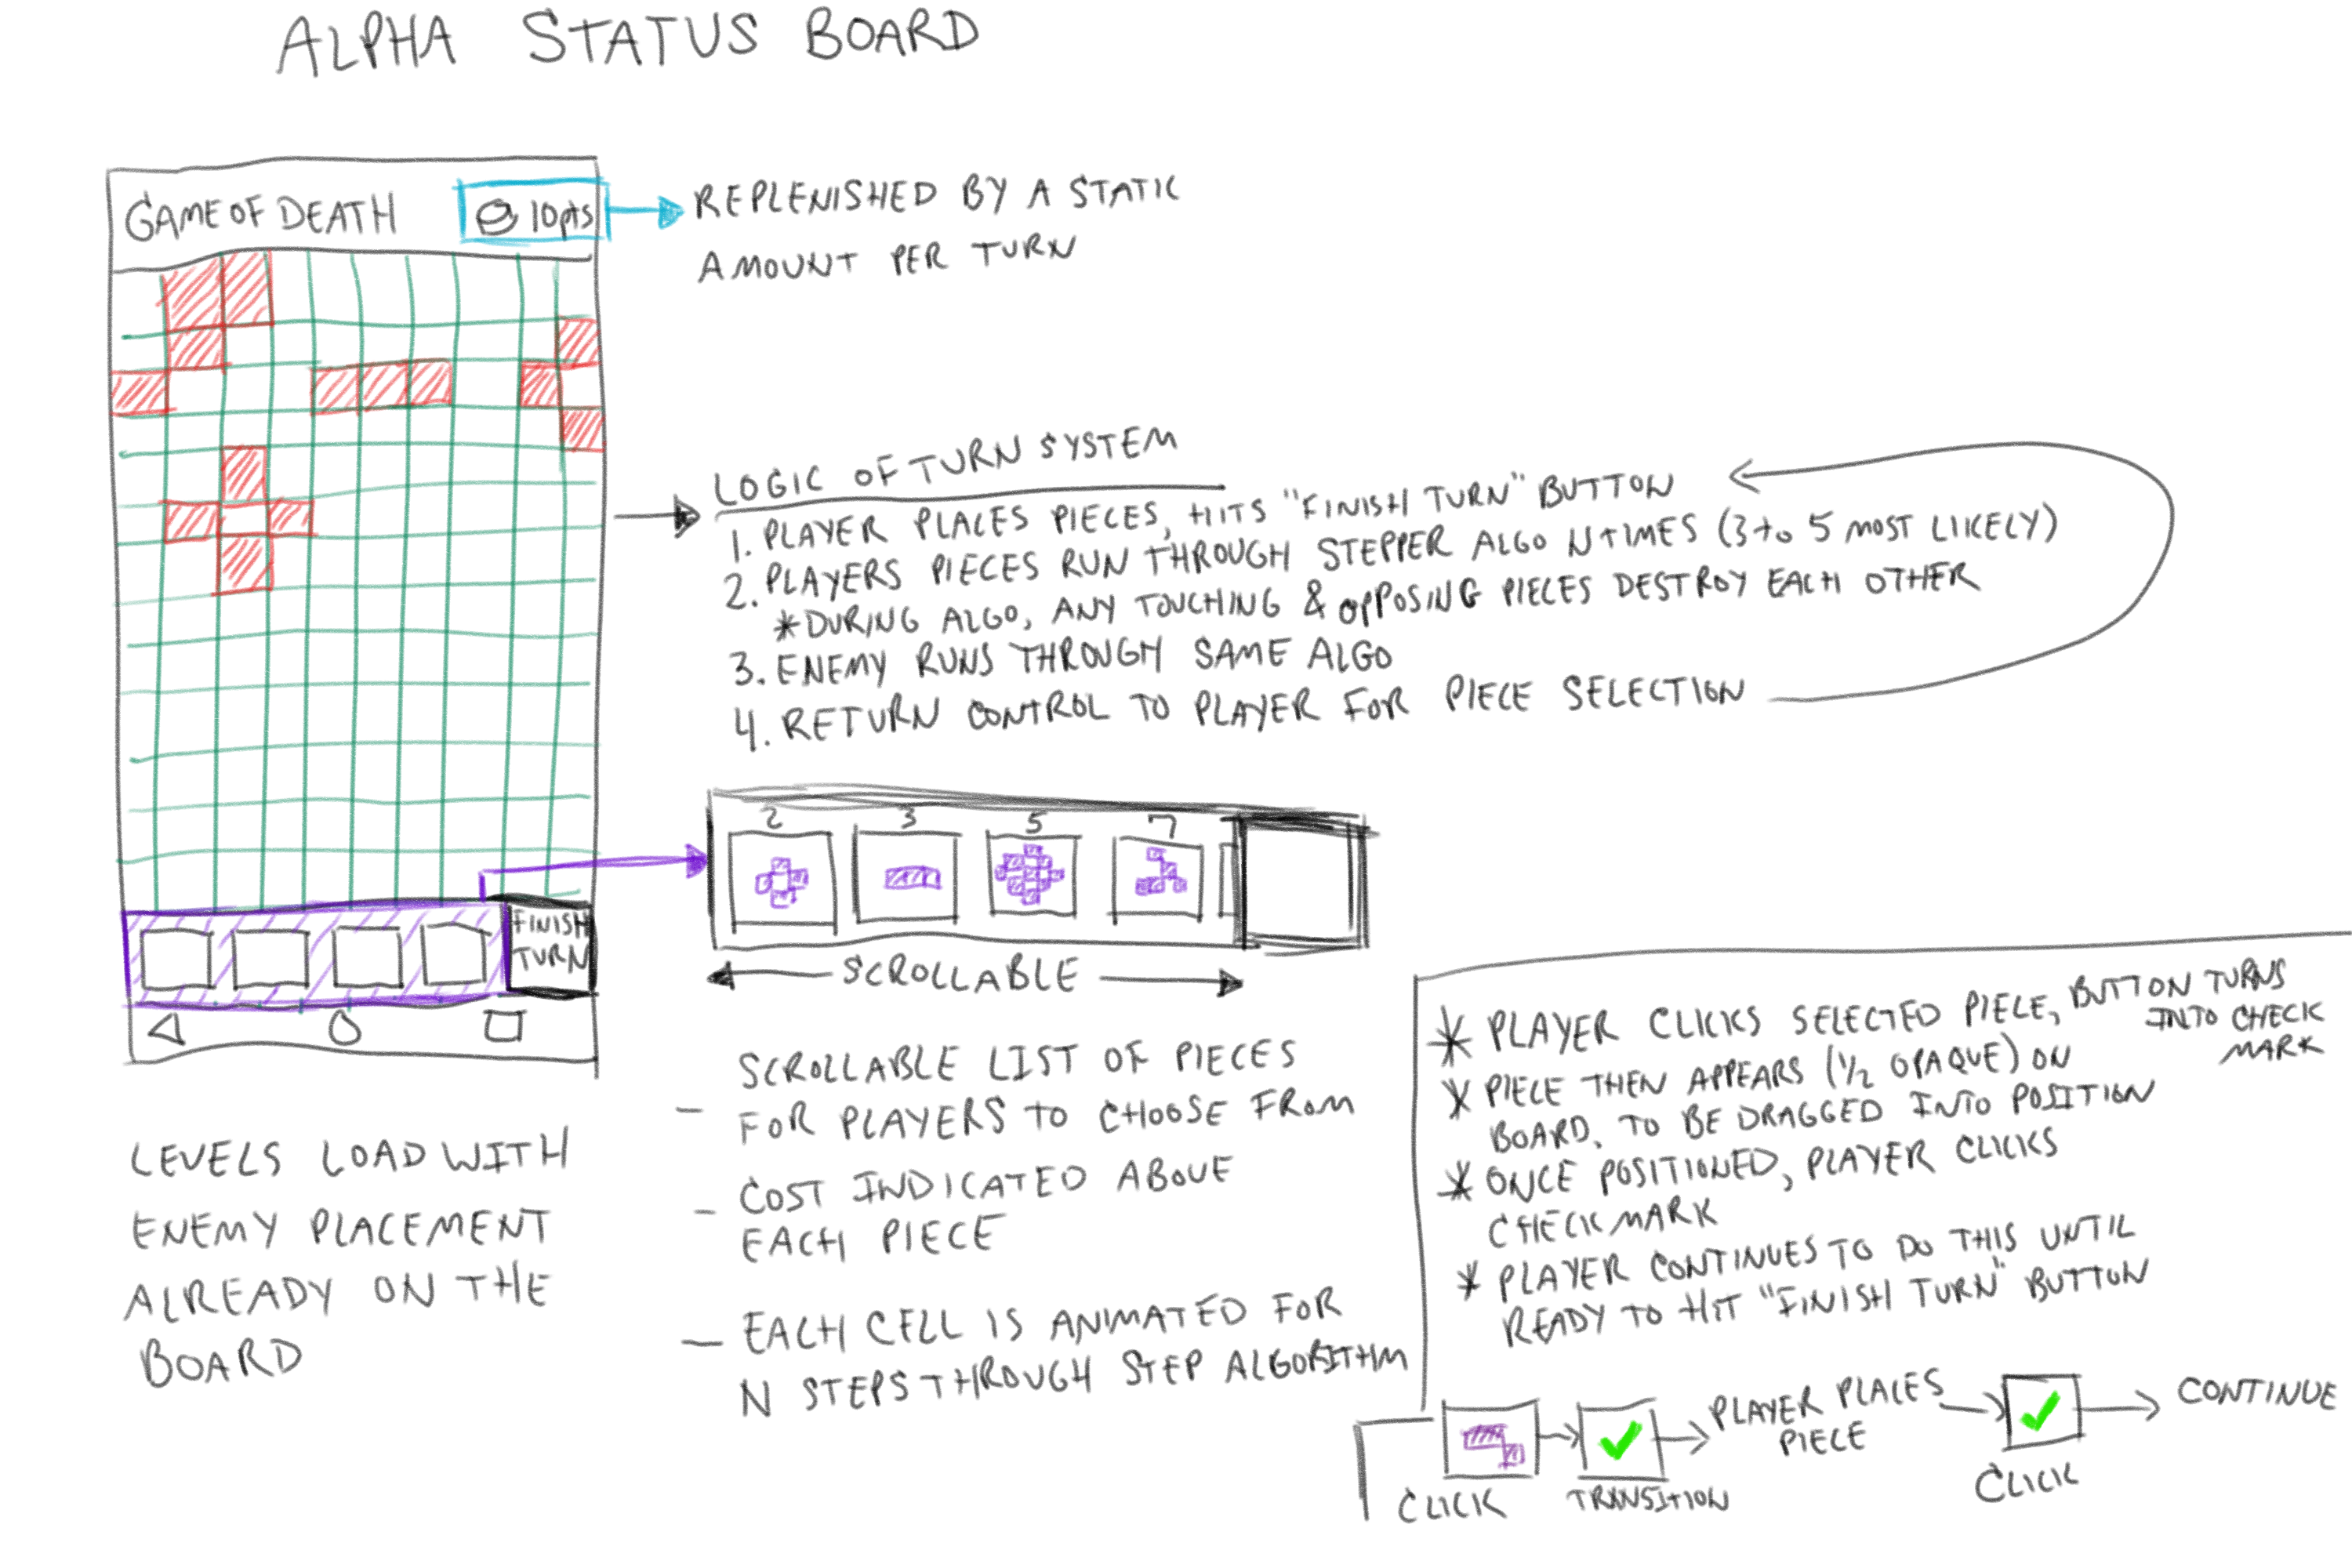 ALPHA STATUS BOARD
GAME OF DEATH
10pts
REPLENISHED BY A STATIC
AMOUNT PER TURN
LOGIC OF TURN SYSTEM
1. PLAYER PLACES PIECES, HITS "FINISH TURN" BUTTON
2. PLAYERS PIECES RUN THROUGH STEPPER ALGO N TIMES (3 to 5 MOST LIKELY)
*DURING ALGO, ANY TOUCHING & OPPOSING PIECES DESTROY EACH OTHER
3. ENEMY RUNS THROUGH SAME ALGO
4. RETURN CONTROL TO PLAYER FOR PIECE SELECTION
2 3 5 7
FINISH
TURN
SCROLLABLE
LEVELS LOAD WITH
ENEMY PLACEMENT
ALREADY ON THE
BOARD
SCROLLABLE LIST OF PIECES
- FOR PLAYERS TO CHOOSE FROM
- COST INDICATED ABOVE
EACH PIECE
- EACH CELL IS ANIMATED FOR
N STEPS THROUGH STEP ALGORITHM
* PLAYER CLICKS SELECTED PIECE, BUTTON TURNS
INTO CHECK
MARK
* PIECE THEN APPEARS (1/2 OPAQUE) ON
BOARD, TO BE DRAGGED INTO POSITION
* ONCE POSITIONED, PLAYER CLICKS
CHECKMARK
* PLAYER CONTINUES TO DO THIS UNTIL
READY TO HIT "FINISH TURN" BUTTON
PLAYER PLACES
PIECE
CONTINUE
CLICK
TRANSITION
CLICK